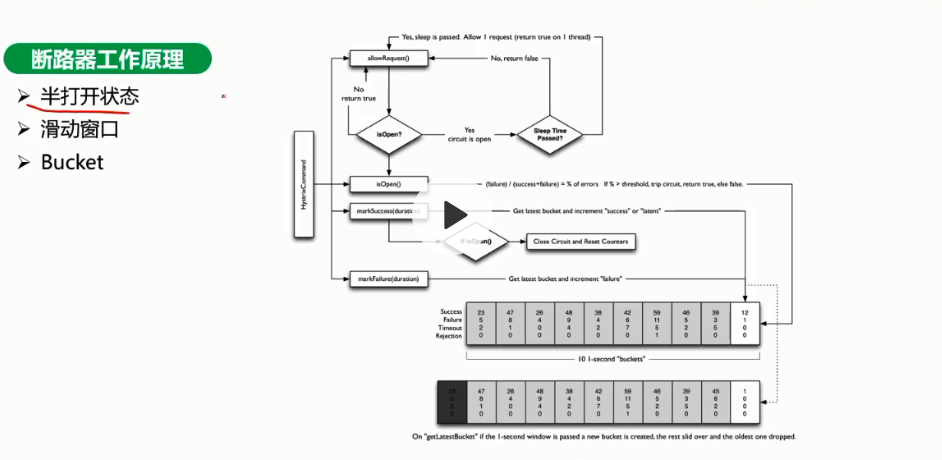 断路器工作原理
半打开状态
滑动窗口
Bucket
Yes, sleep is passed. Allow 1 request (return true on 1 thread)
allowRequest()
No, return false
No
return true
isOpen?
Yes
circuit is open
Sleep Time
Passed?
HystrixCommand
isOpen()
(failure) / (success+failure) = % of errors If % > threshold, trip circuit, return true, else false.
markSuccess(duration)
Get latest bucket and increment "success" or "latent"
If isOpen()
Close Circuit and Reset Counters
markFailure(duration)
Get latest bucket and increment "failure"
Success 23 47 26 48 38 42 59 46 39 12
Failure 5 8 4 9 4 6 11 5 3 1
Timeout 2 1 0 4 2 7 5 2 5 0
Rejection 0 0 0 0 0 0 1 0 0 0
10 1-second "buckets"
47 26 48 38 42 59 46 39 45 1
8 4 9 4 6 11 5 3 6 0
1 0 4 2 7 5 2 5 2 0
0 0 0 0 0 1 0 0 0 0
On "getLatestBucket" if the 1-second window is passed a new bucket is created, the rest slid over and the oldest one dropped.